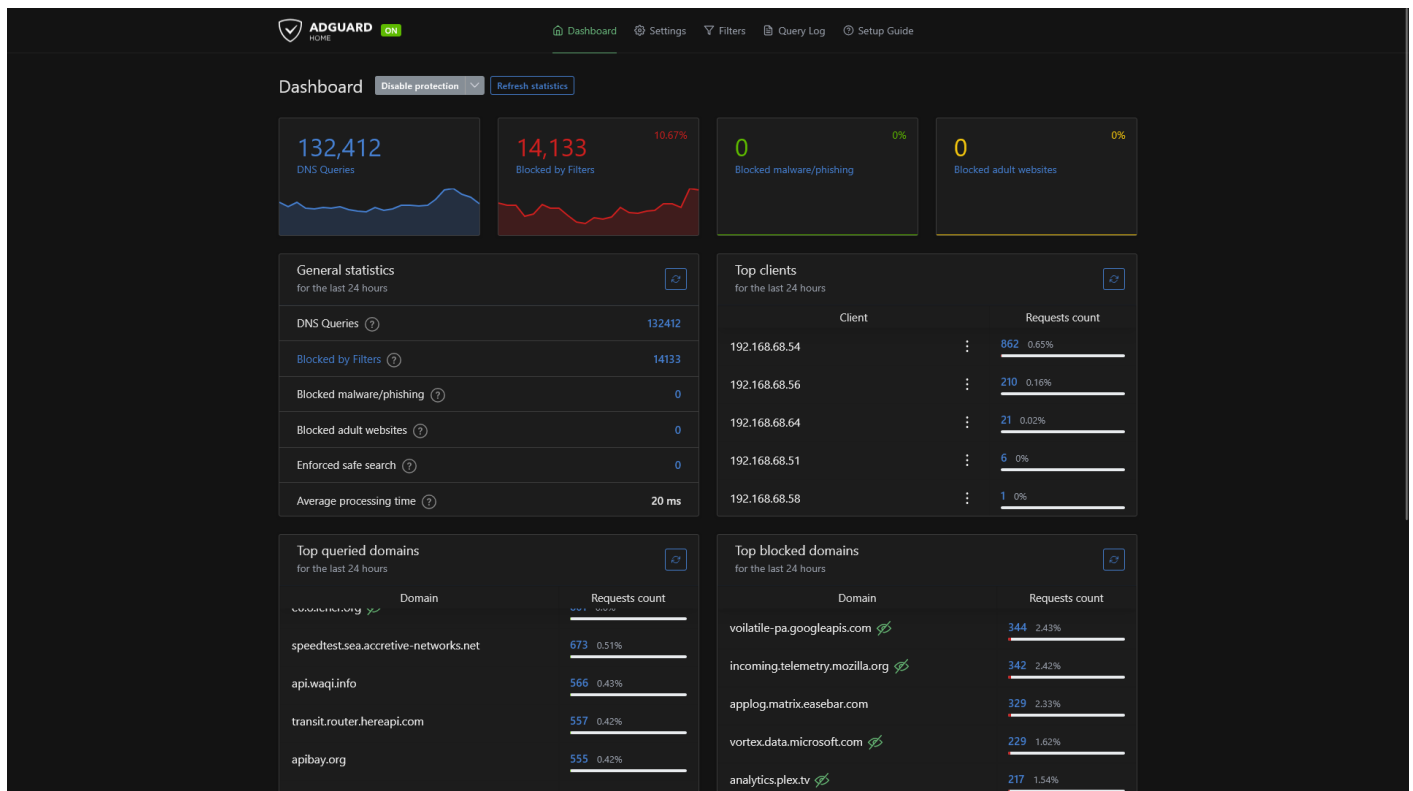 ADGUARD ON
HOME
Dashboard Settings Filters Query Log Setup Guide
Dashboard Disable protection Refresh statistics
132,412
DNS Queries
10.67%
14,133
Blocked by Filters
0%
0
Blocked malware/phishing
0%
0
Blocked adult websites
General statistics
for the last 24 hours
DNS Queries ? 132412
Blocked by Filters ? 14133
Blocked malware/phishing ? 0
Blocked adult websites ? 0
Enforced safe search ? 0
Average processing time ? 20 ms
Top clients
for the last 24 hours
Client Requests count
192.168.68.54 862 0.65%
192.168.68.56 210 0.16%
192.168.68.64 21 0.02%
192.168.68.51 6 0%
192.168.68.58 1 0%
Top queried domains
for the last 24 hours
Domain Requests count
speedtest.sea.accretive-networks.net 673 0.51%
api.waqi.info 566 0.43%
transit.router.hereapi.com 557 0.42%
apibay.org 555 0.42%
Top blocked domains
for the last 24 hours
Domain Requests count
voilatile-pa.googleapis.com 344 2.43%
incoming.telemetry.mozilla.org 342 2.42%
applog.matrix.easebar.com 329 2.33%
vortex.data.microsoft.com 229 1.62%
analytics.plex.tv 217 1.54%